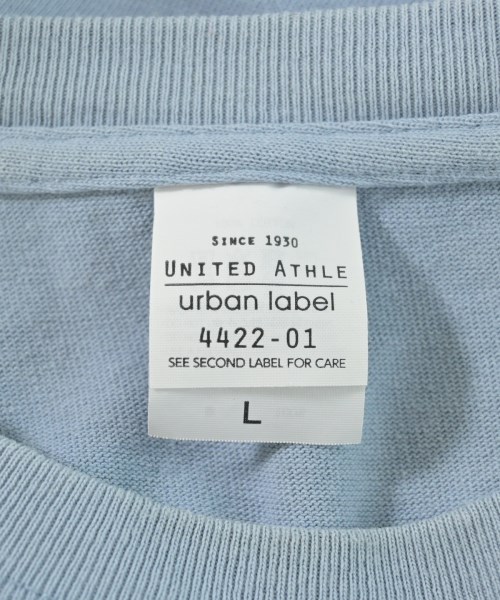 SINCE 1930
UNITED ATHLE
urban label
4422-01
SEE SECOND LABEL FOR CARE
L